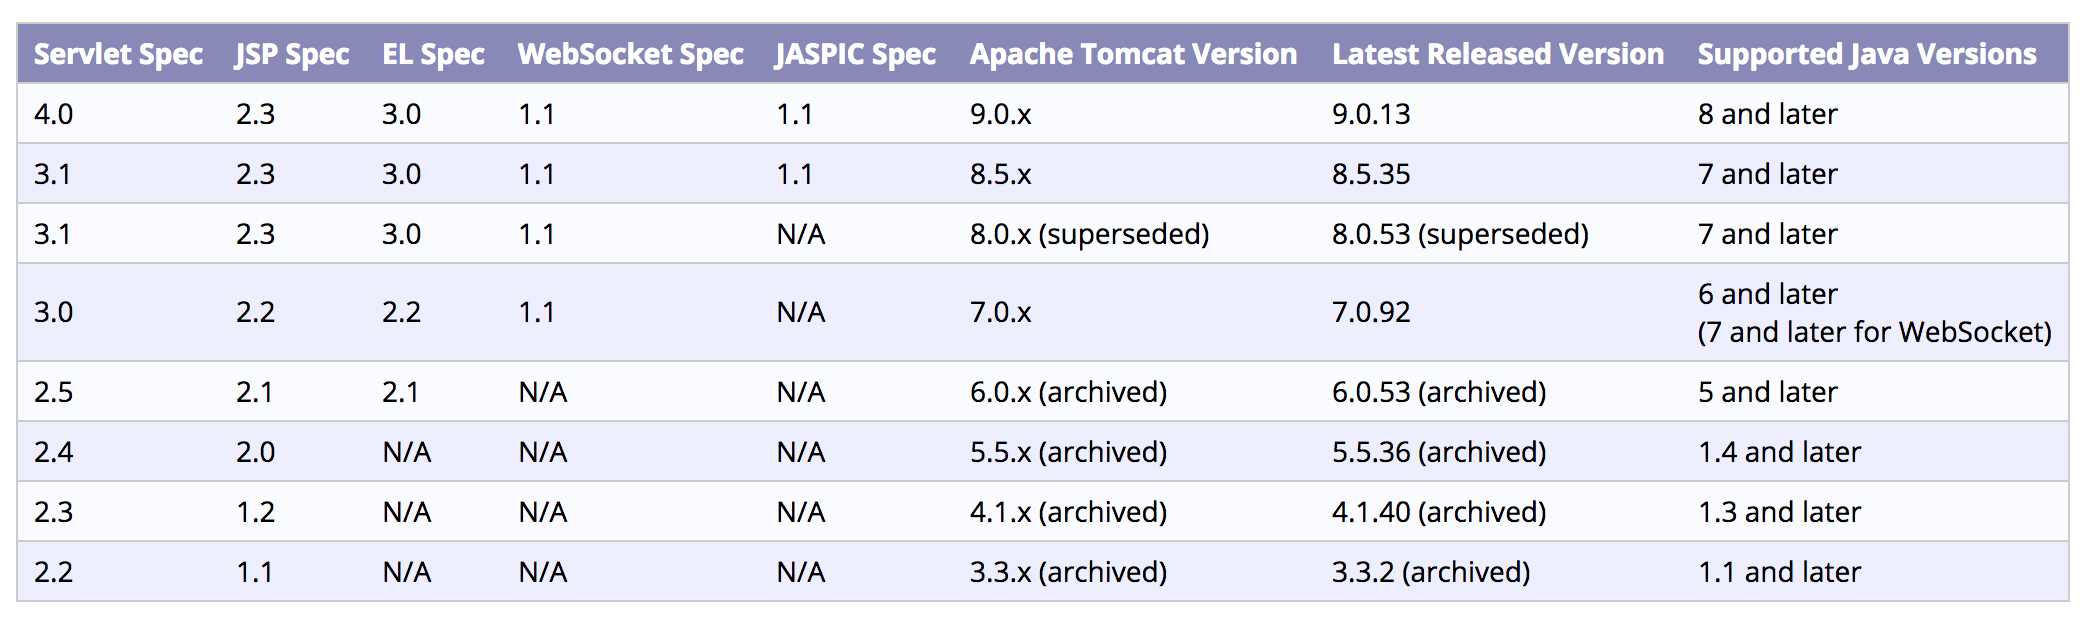 Servlet Spec JSP Spec EL Spec WebSocket Spec JASPIC Spec Apache Tomcat Version Latest Released Version Supported Java Versions
4.0 2.3 3.0 1.1 1.1 9.0.x 9.0.13 8 and later
3.1 2.3 3.0 1.1 1.1 8.5.x 8.5.35 7 and later
3.1 2.3 3.0 1.1 N/A 8.0.x (superseded) 8.0.53 (superseded) 7 and later
3.0 2.2 2.2 1.1 N/A 7.0.x 7.0.92 6 and later
(7 and later for WebSocket)
2.5 2.1 2.1 N/A N/A 6.0.x (archived) 6.0.53 (archived) 5 and later
2.4 2.0 N/A N/A N/A 5.5.x (archived) 5.5.36 (archived) 1.4 and later
2.3 1.2 N/A N/A N/A 4.1.x (archived) 4.1.40 (archived) 1.3 and later
2.2 1.1 N/A N/A N/A 3.3.x (archived) 3.3.2 (archived) 1.1 and later